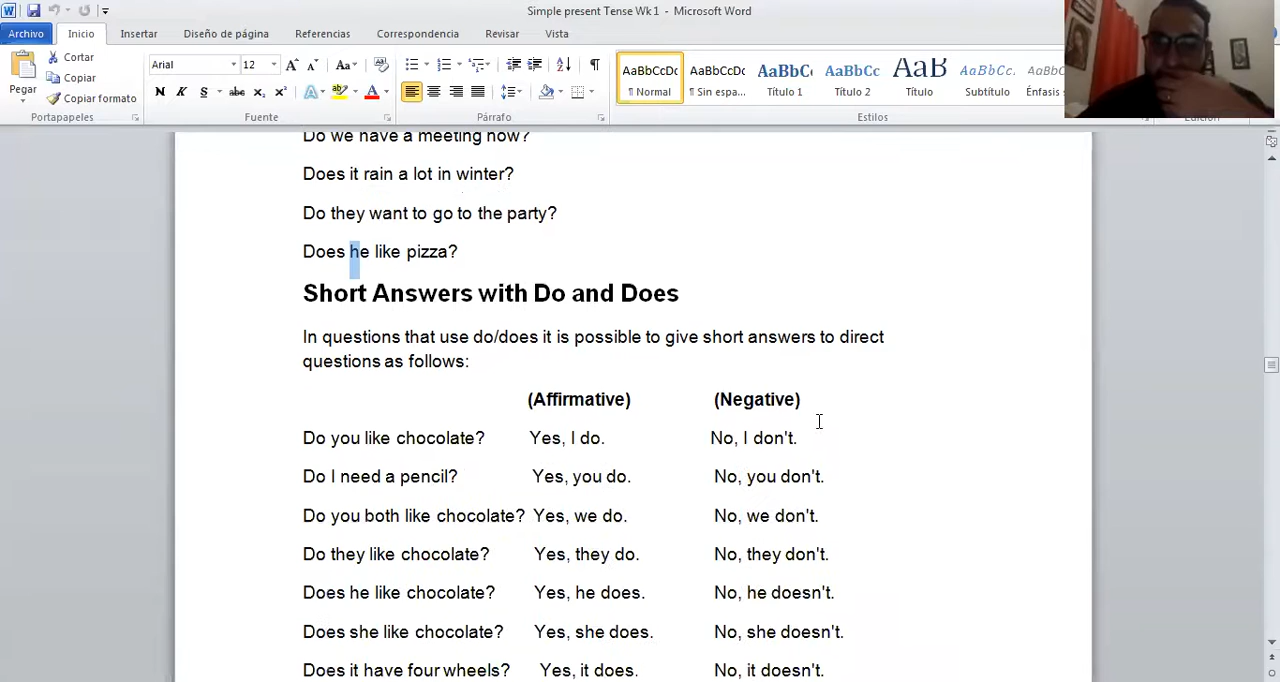 Simple present Tense Wk 1 - Microsoft Word
Archivo Inicio Insertar Diseño de página Referencias Correspondencia Revisar Vista
Pegar
Cortar
Copiar
Copiar formato
Portapapeles
Arial 12
Fuente
Párrafo
AaBbCcDc
¶ Normal
AaBbCcDc
¶ Sin espa...
AaBbC
Título 1
AaBbCc
Título 2
AaB
Título
AaBbCc.
Subtítulo
Énfasis
Estilos
Do we have a meeting now?
Does it rain a lot in winter?
Do they want to go to the party?
Does he like pizza?
Short Answers with Do and Does
In questions that use do/does it is possible to give short answers to direct
questions as follows:
(Affirmative) (Negative)
Do you like chocolate? Yes, I do. No, I don't.
Do I need a pencil? Yes, you do. No, you don't.
Do you both like chocolate? Yes, we do. No, we don't.
Do they like chocolate? Yes, they do. No, they don't.
Does he like chocolate? Yes, he does. No, he doesn't.
Does she like chocolate? Yes, she does. No, she doesn't.
Does it have four wheels? Yes, it does. No, it doesn't.